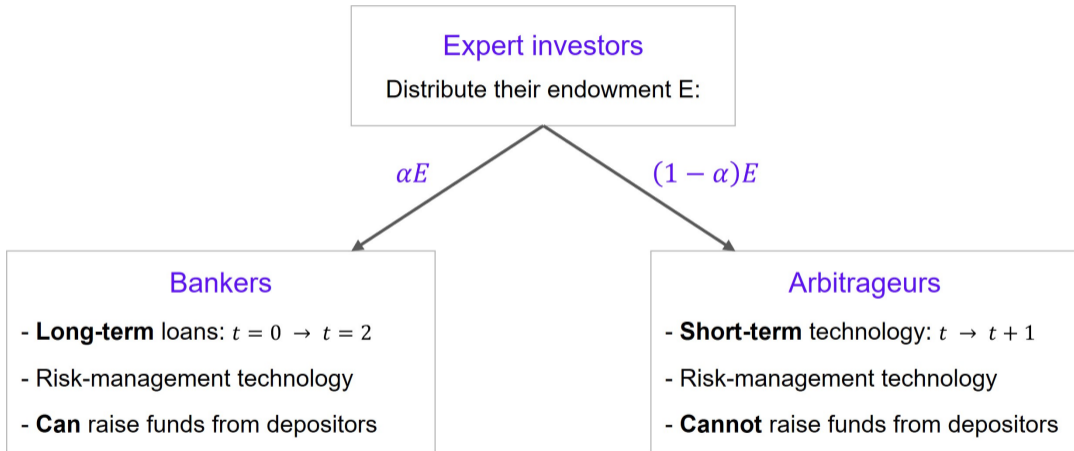 Expert investors
Distribute their endowment E:
αE
(1 − α)E
Bankers
- Long-term loans: t = 0 → t = 2
- Risk-management technology
- Can raise funds from depositors
Arbitrageurs
- Short-term technology: t → t + 1
- Risk-management technology
- Cannot raise funds from depositors